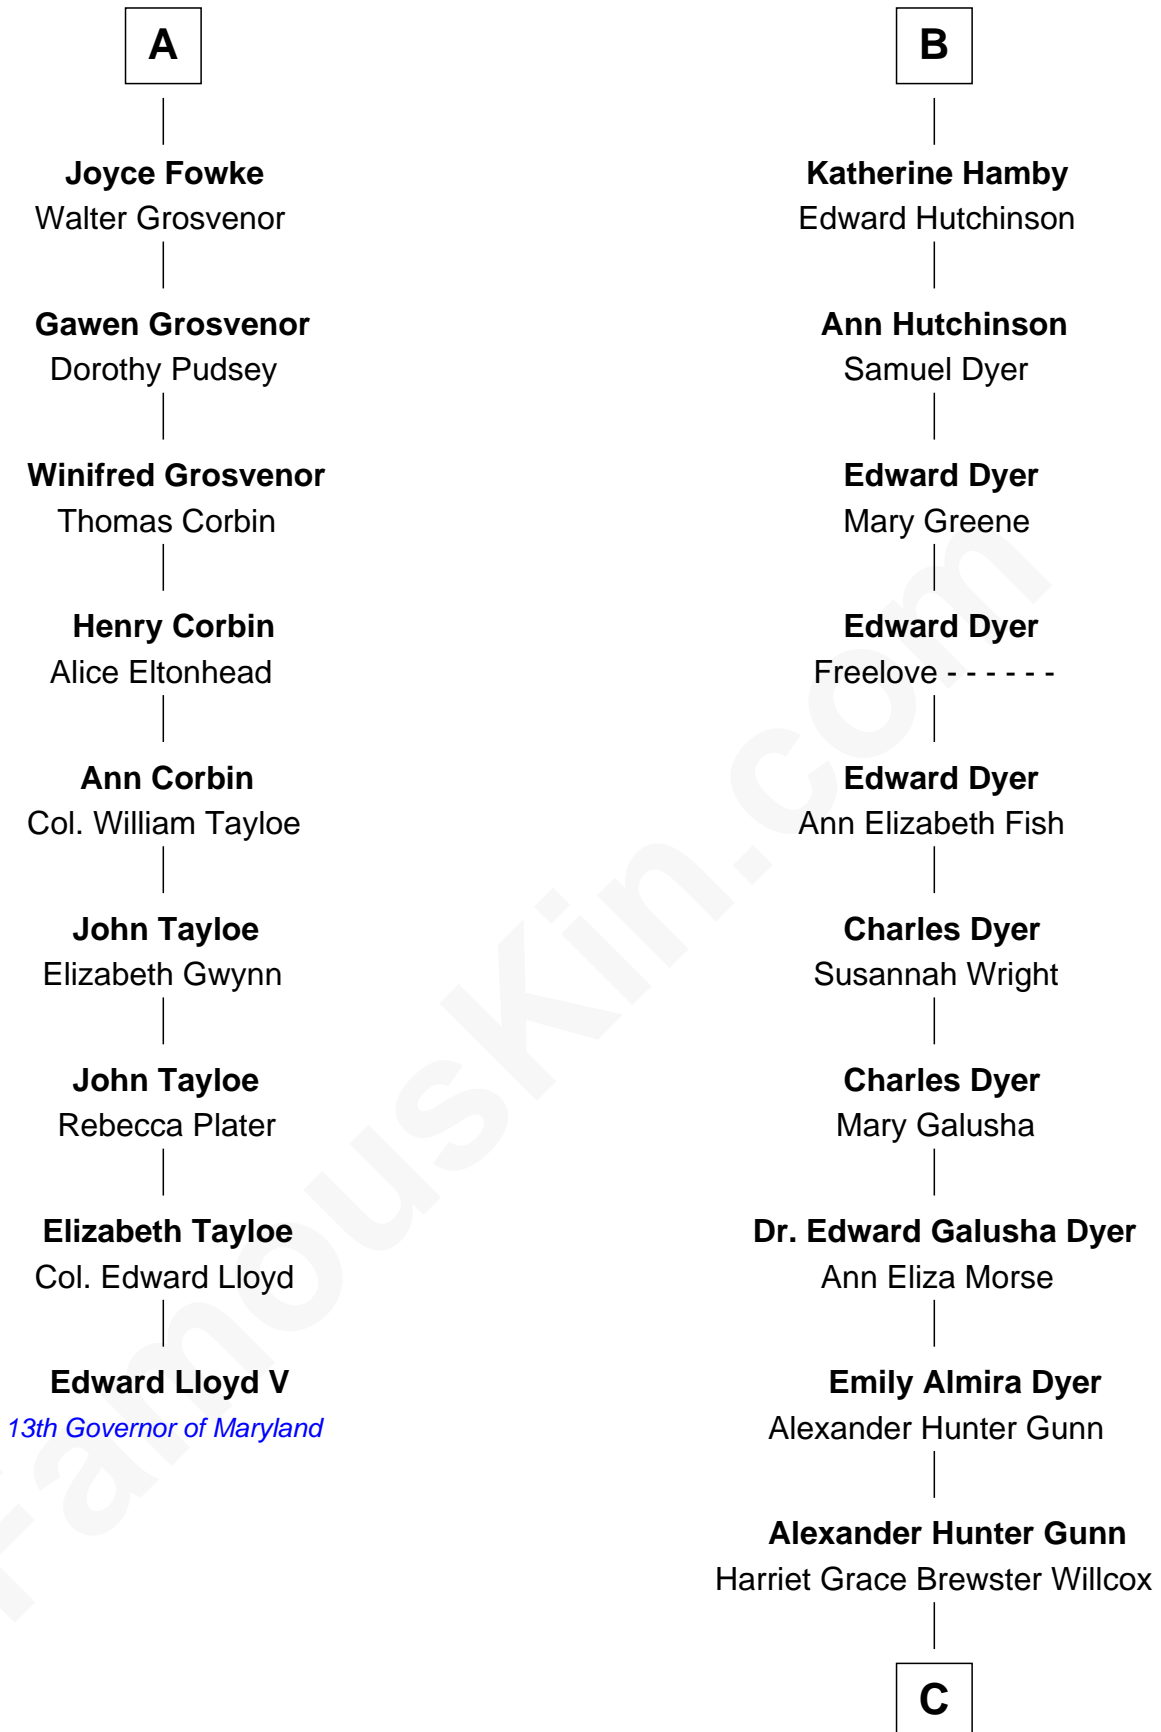 A
Joyce Fowke
Walter Grosvenor
Gawen Grosvenor
Dorothy Pudsey
Winifred Grosvenor
Thomas Corbin
Henry Corbin
Alice Eltonhead
Ann Corbin
Col. William Tayloe
John Tayloe
Elizabeth Gwynn
John Tayloe
Rebecca Plater
Elizabeth Tayloe
Col. Edward Lloyd
Edward Lloyd V
13th Governor of Maryland
B
Katherine Hamby
Edward Hutchinson
Ann Hutchinson
Samuel Dyer
Edward Dyer
Mary Greene
Edward Dyer
Freelove - - - - - -
Edward Dyer
Ann Elizabeth Fish
Charles Dyer
Susannah Wright
Charles Dyer
Mary Galusha
Dr. Edward Galusha Dyer
Ann Eliza Morse
Emily Almira Dyer
Alexander Hunter Gunn
Alexander Hunter Gunn
Harriet Grace Brewster Willcox
C
FamousKin.com